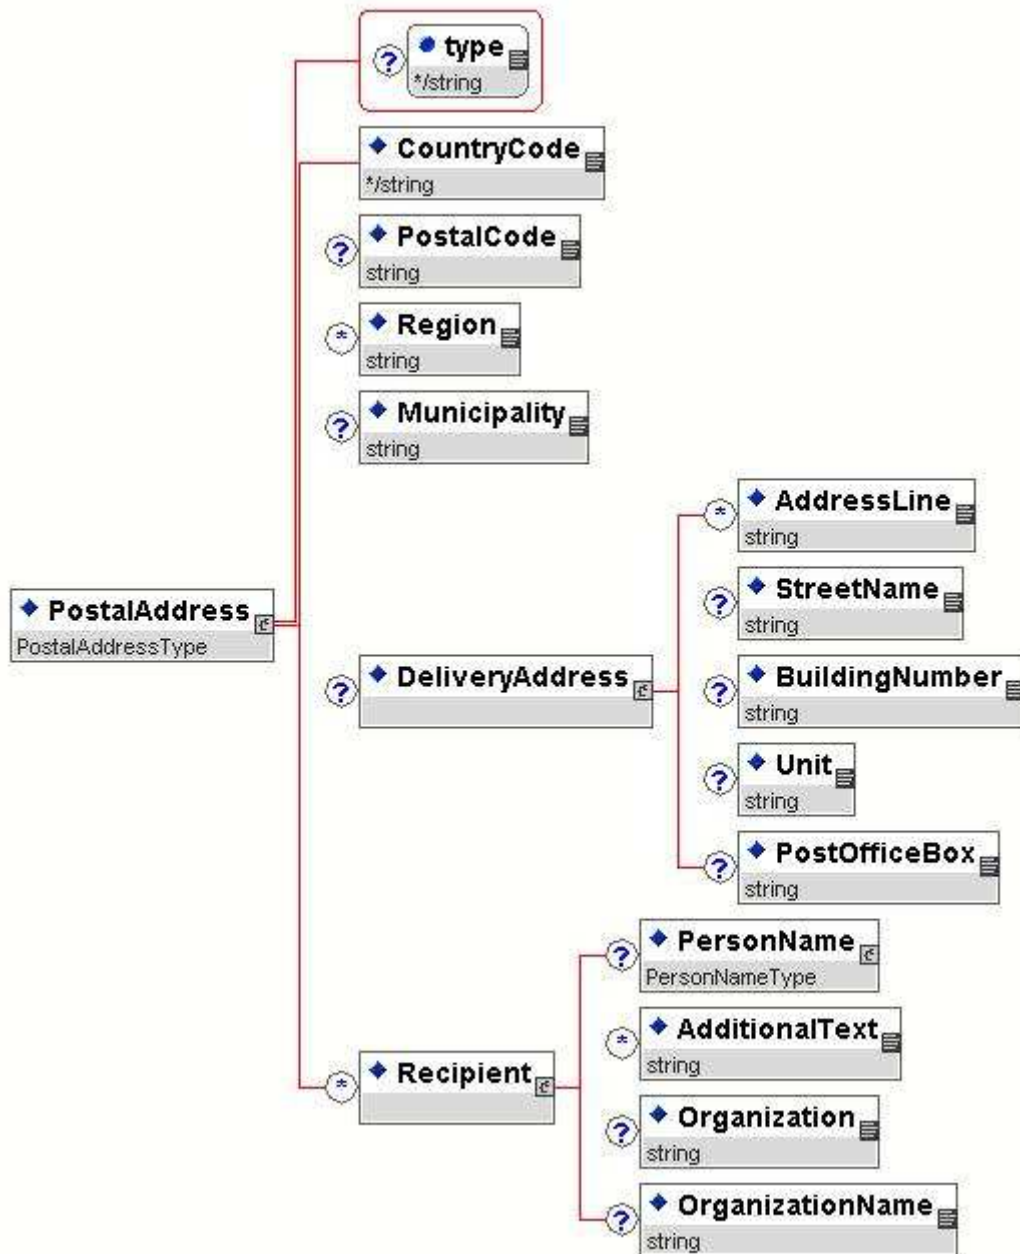 ? type
*/string
CountryCode
*/string
? PostalCode
string
* Region
string
? Municipality
string
* AddressLine
string
? StreetName
string
PostalAddress
PostalAddressType
? DeliveryAddress
? BuildingNumber
string
? Unit
string
? PostOfficeBox
string
? PersonName
PersonNameType
* AdditionalText
string
* Recipient
? Organization
string
? OrganizationName
string